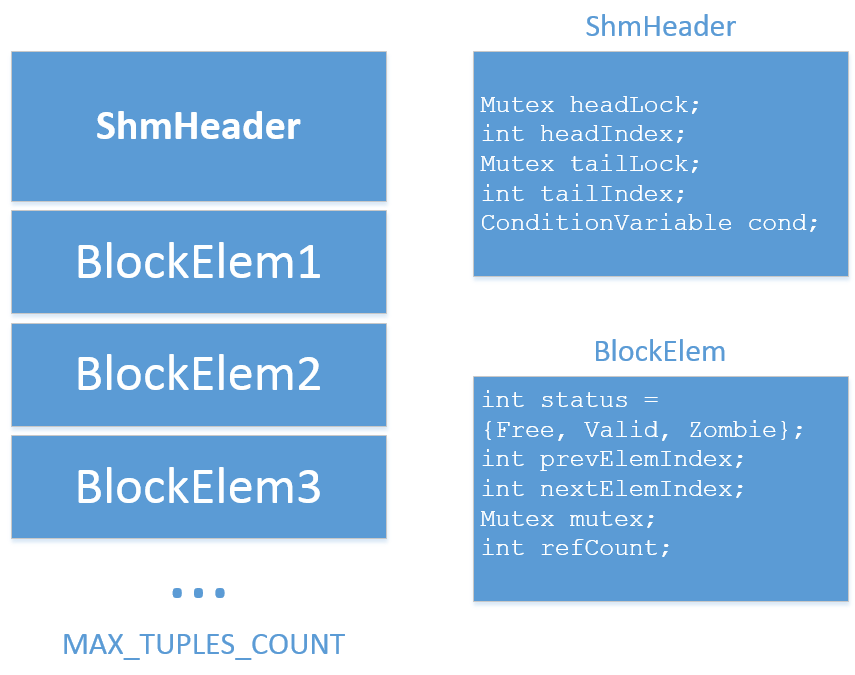 ShmHeader
BlockElem1
BlockElem2
BlockElem3
...
MAX_TUPLES_COUNT
ShmHeader
Mutex headLock;
int headIndex;
Mutex tailLock;
int tailIndex;
ConditionVariable cond;
BlockElem
int status =
{Free, Valid, Zombie};
int prevElemIndex;
int nextElemIndex;
Mutex mutex;
int refCount;